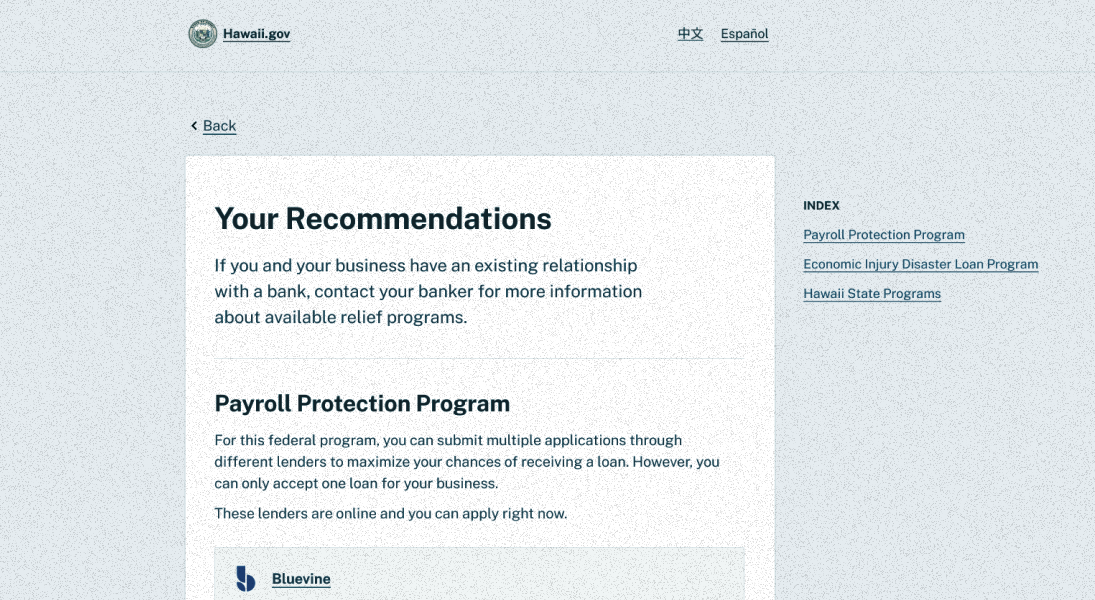 Hawaii.gov
中文 Español
Back
Your Recommendations
If you and your business have an existing relationship
with a bank, contact your banker for more information
about available relief programs.
Payroll Protection Program
For this federal program, you can submit multiple applications through
different lenders to maximize your chances of receiving a loan. However, you
can only accept one loan for your business.
These lenders are online and you can apply right now.
Bluevine
INDEX
Payroll Protection Program
Economic Injury Disaster Loan Program
Hawaii State Programs